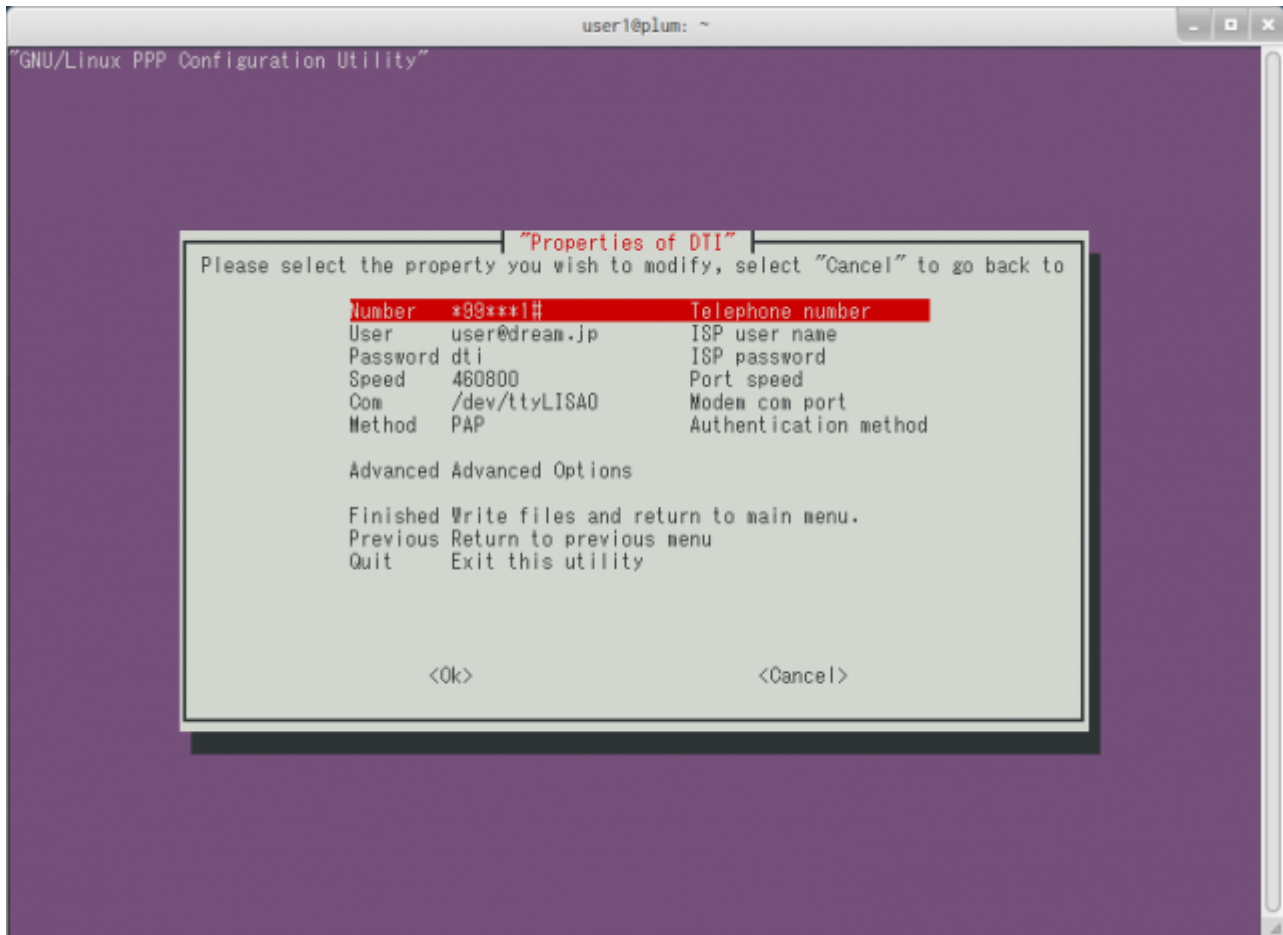 user1@plum: ~
"GNU/Linux PPP Configuration Utility"
"Properties of DTI"
Please select the property you wish to modify, select "Cancel" to go back to
Number *99***1# Telephone number
User user@dream.jp ISP user name
Password dti ISP password
Speed 460800 Port speed
Com /dev/ttyLISA0 Modem com port
Method PAP Authentication method
Advanced Advanced Options
Finished Write files and return to main menu.
Previous Return to previous menu
Quit Exit this utility
<Ok> <Cancel>